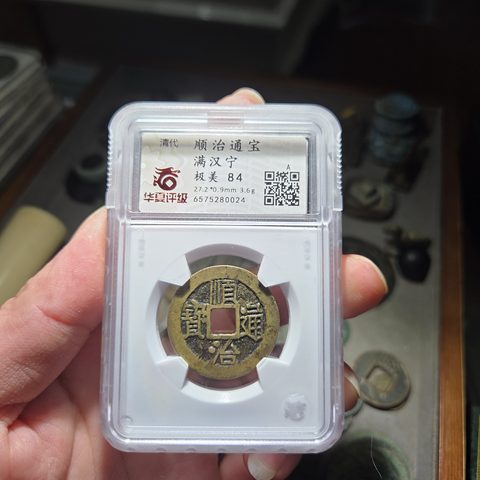 清代 顺治通宝
满汉宁
极美 84
27.2*0.9mm 3.6g
6575280024
A
华夏评级
順治通寶